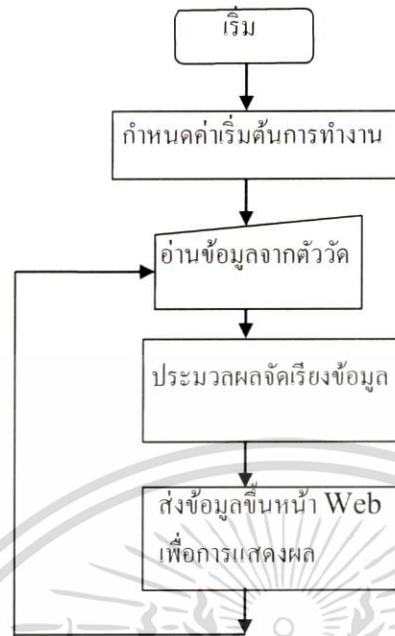 เริ่ม
กำหนดค่าเริ่มต้นการทำงาน
อ่านข้อมูลจากตัววัด
ประมวลผลจัดเรียงข้อมูล
ส่งข้อมูลขึ้นหน้า Web
เพื่อการแสดงผล